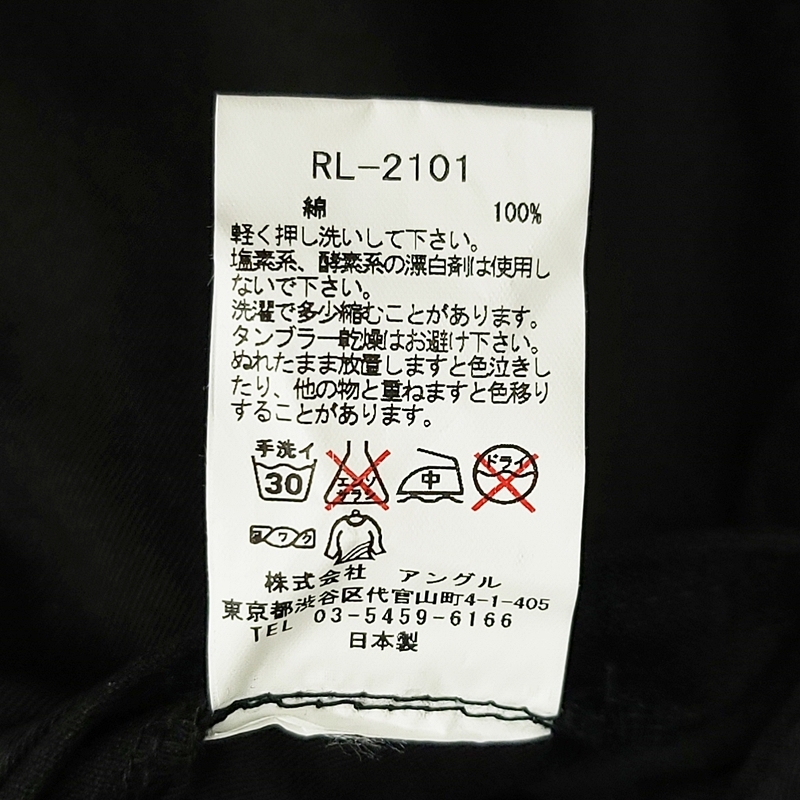 RL-2101
綿 100%
軽く押し洗いして下さい。
塩素系、酵素系の漂白剤は使用し
ないで下さい。
洗濯で多少縮むことがあります。
タンブラー乾燥はお避け下さい。
ぬれたまま放置しますと色泣きし
たり、他の物と重ねますと色移り
することがあります。
手洗イ
30
エンソ
サラシ
中
ドライ
ヨワク
株式会社 アングル
東京都渋谷区代官山町4-1-405
TEL 03-5459-6166
日本製